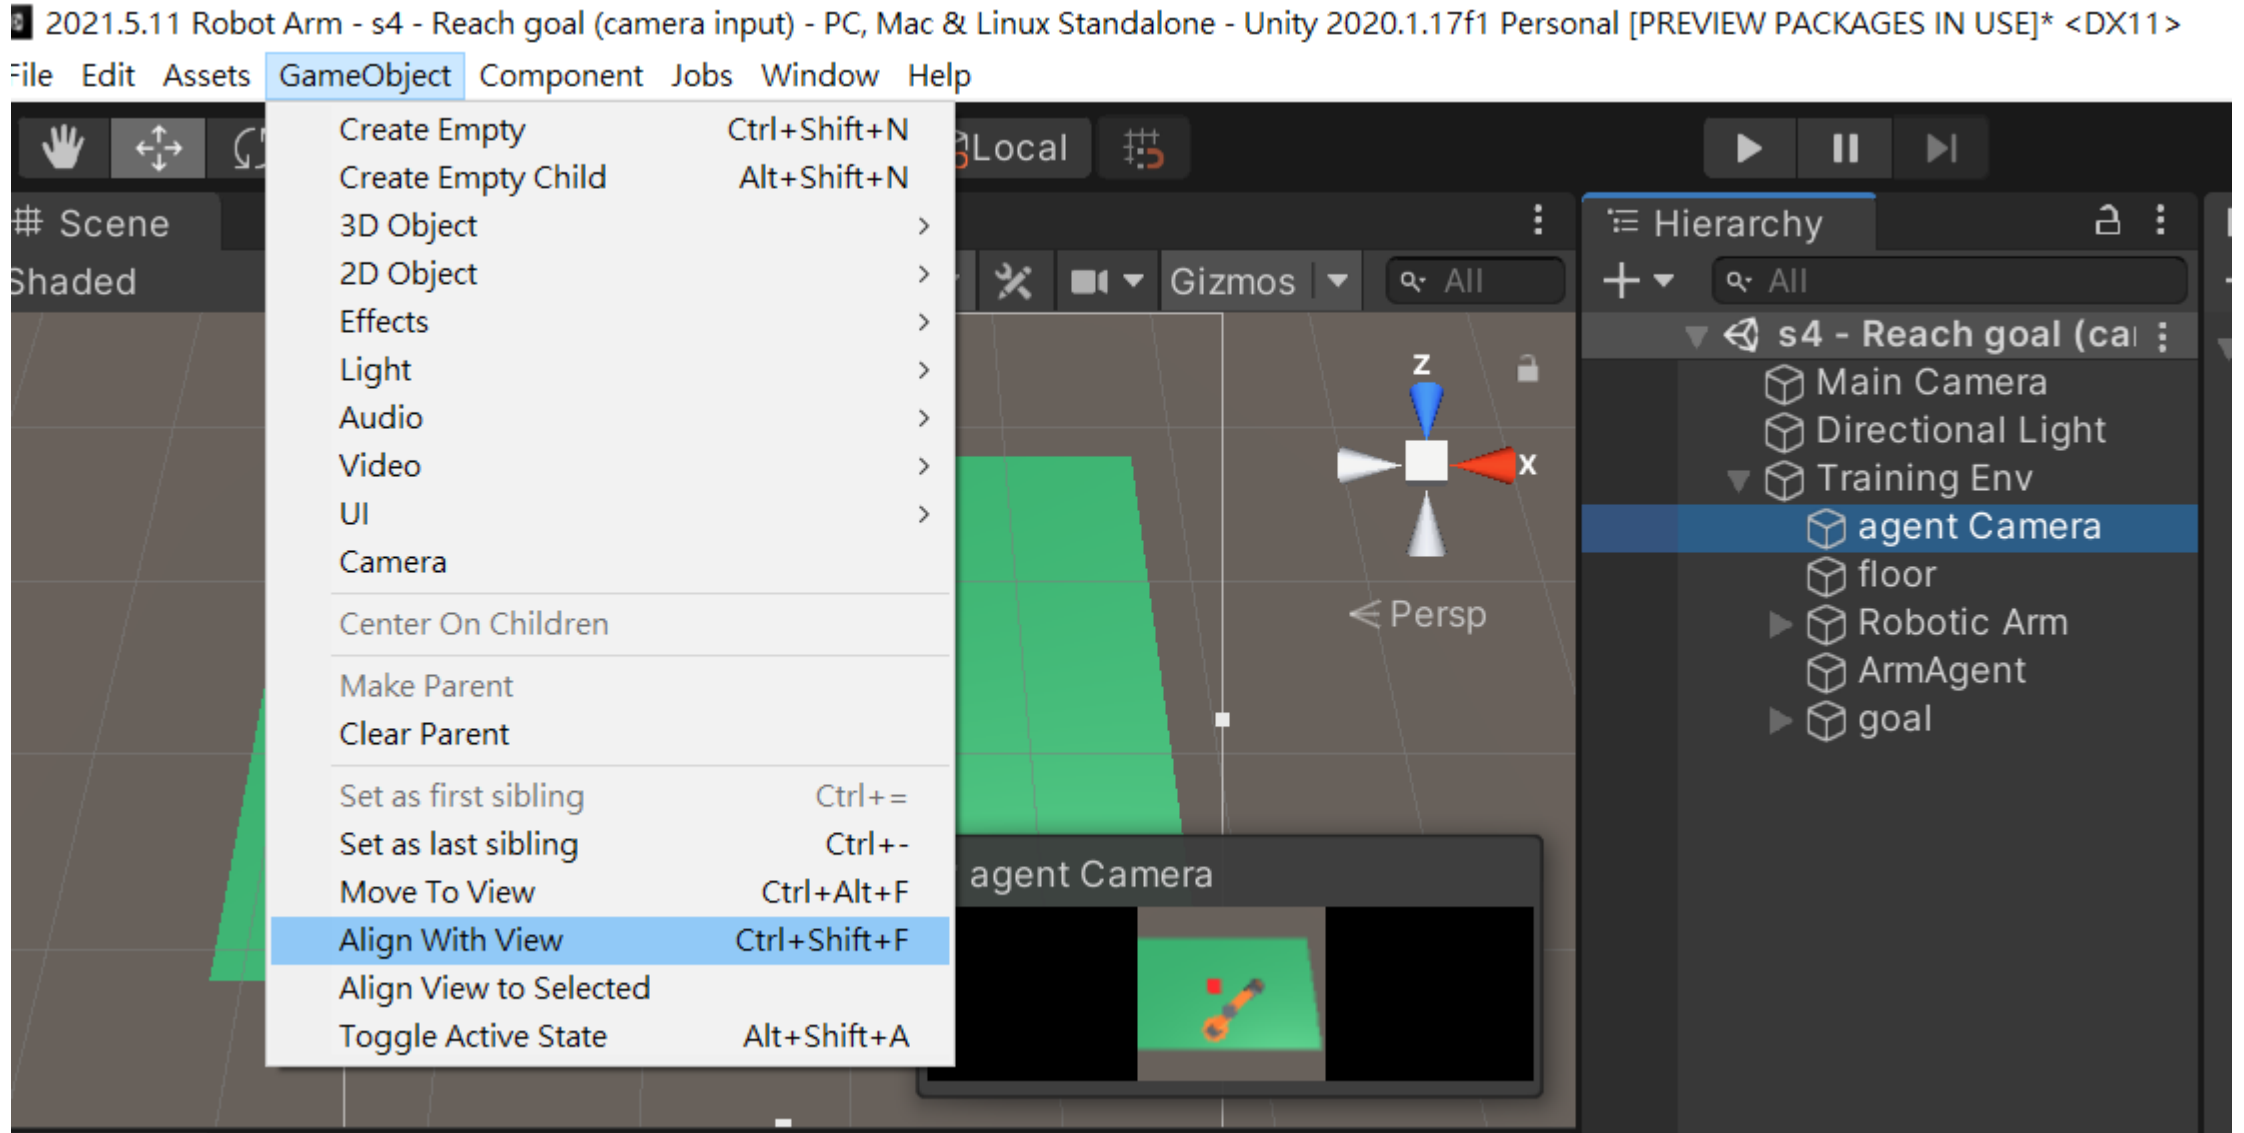 2021.5.11 Robot Arm - s4 - Reach goal (camera input) - PC, Mac & Linux Standalone - Unity 2020.1.17f1 Personal [PREVIEW PACKAGES IN USE]* <DX11>
File Edit Assets GameObject Component Jobs Window Help
Local
Create Empty Ctrl+Shift+N
Create Empty Child Alt+Shift+N
3D Object
2D Object
Effects
Light
Audio
Video
UI
Camera
Center On Children
Make Parent
Clear Parent
Set as first sibling Ctrl+=
Set as last sibling Ctrl+-
Move To View Ctrl+Alt+F
Align With View Ctrl+Shift+F
Align View to Selected
Toggle Active State Alt+Shift+A
Scene
Shaded
Gizmos All
z
x
Persp
agent Camera
Hierarchy
All
s4 - Reach goal (ca
Main Camera
Directional Light
Training Env
agent Camera
floor
Robotic Arm
ArmAgent
goal